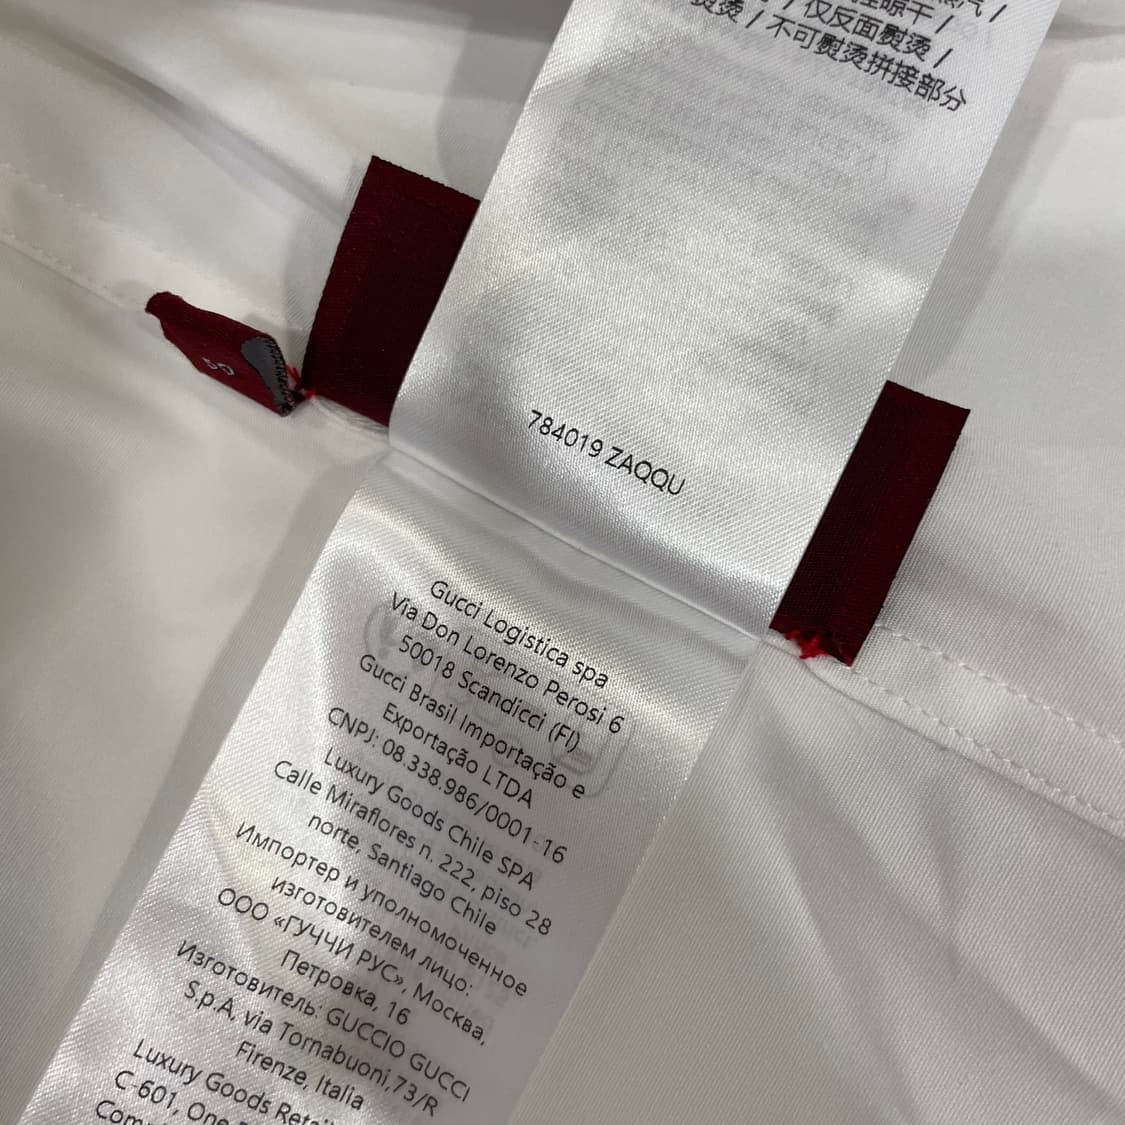 仅反面熨烫 /
熨烫 / 不可熨烫拼接部分
50
784019 ZAQQU
Gucci Logistica spa
Via Don Lorenzo Perosi 6
50018 Scandicci (FI)
Gucci Brasil Importação e
Exportação LTDA
CNPJ: 08.338.986/0001-16
Luxury Goods Chile SPA
Calle Miraflores n. 222, piso 28
norte, Santiago Chile
Импортер и уполномоченное
изготовителем лицо:
ООО «ГУЧЧИ РУС», Москва,
Петровка, 16
Изготовитель: GUCCIO GUCCI
S.p.A, via Tornabuoni,73/R
Firenze, Italia
Luxury Goods
C-601, One